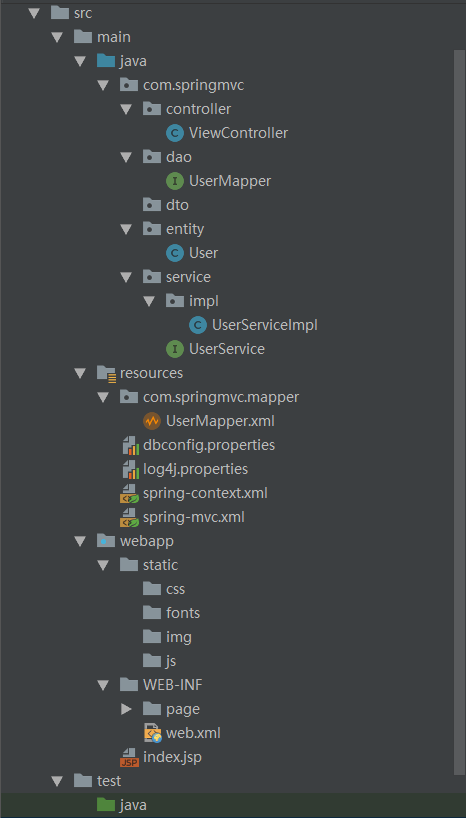 src
main
java
com.springmvc
controller
C ViewController
dao
I UserMapper
dto
entity
C User
service
impl
C UserServiceImpl
I UserService
resources
com.springmvc.mapper
UserMapper.xml
dbconfig.properties
log4j.properties
spring-context.xml
spring-mvc.xml
webapp
static
css
fonts
img
js
WEB-INF
page
web.xml
JSP index.jsp
test
java